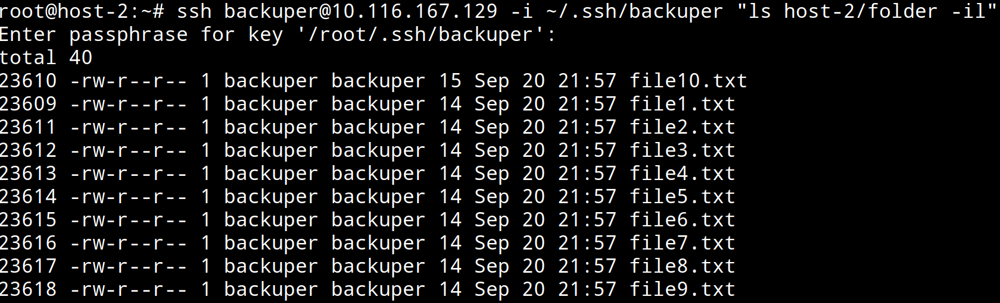 root@host-2:~# ssh backuper@10.116.167.129 -i ~/.ssh/backuper "ls host-2/folder -il"
Enter passphrase for key '/root/.ssh/backuper':
total 40
23610 -rw-r--r-- 1 backuper backuper 15 Sep 20 21:57 file10.txt
23609 -rw-r--r-- 1 backuper backuper 14 Sep 20 21:57 file1.txt
23611 -rw-r--r-- 1 backuper backuper 14 Sep 20 21:57 file2.txt
23612 -rw-r--r-- 1 backuper backuper 14 Sep 20 21:57 file3.txt
23613 -rw-r--r-- 1 backuper backuper 14 Sep 20 21:57 file4.txt
23614 -rw-r--r-- 1 backuper backuper 14 Sep 20 21:57 file5.txt
23615 -rw-r--r-- 1 backuper backuper 14 Sep 20 21:57 file6.txt
23616 -rw-r--r-- 1 backuper backuper 14 Sep 20 21:57 file7.txt
23617 -rw-r--r-- 1 backuper backuper 14 Sep 20 21:57 file8.txt
23618 -rw-r--r-- 1 backuper backuper 14 Sep 20 21:57 file9.txt